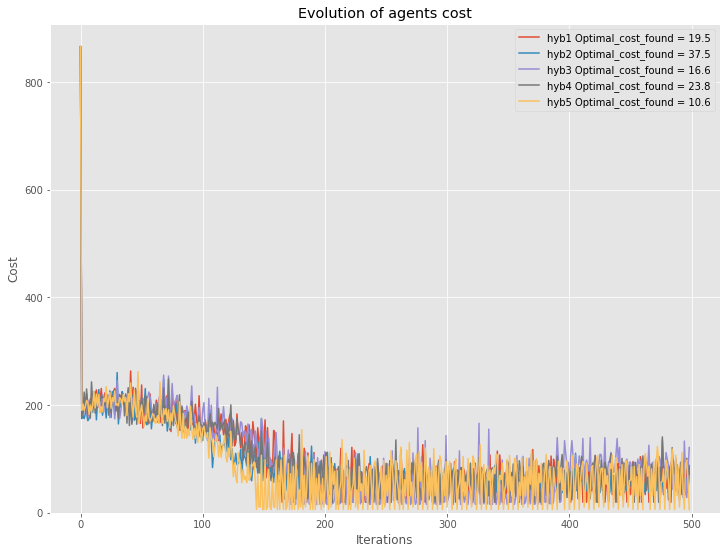 Evolution of agents cost
hyb1 Optimal_cost_found = 19.5
hyb2 Optimal_cost_found = 37.5
hyb3 Optimal_cost_found = 16.6
hyb4 Optimal_cost_found = 23.8
hyb5 Optimal_cost_found = 10.6
Cost
800
600
400
200
0
0 100 200 300 400 500
Iterations